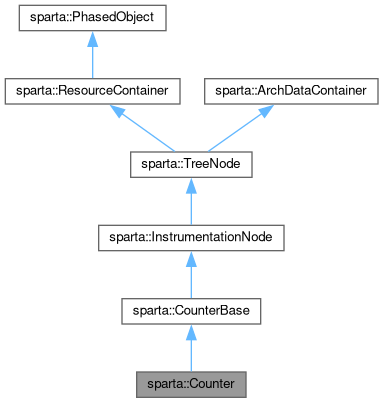 sparta::PhasedObject
sparta::ResourceContainer
sparta::ArchDataContainer
sparta::TreeNode
sparta::InstrumentationNode
sparta::CounterBase
sparta::Counter